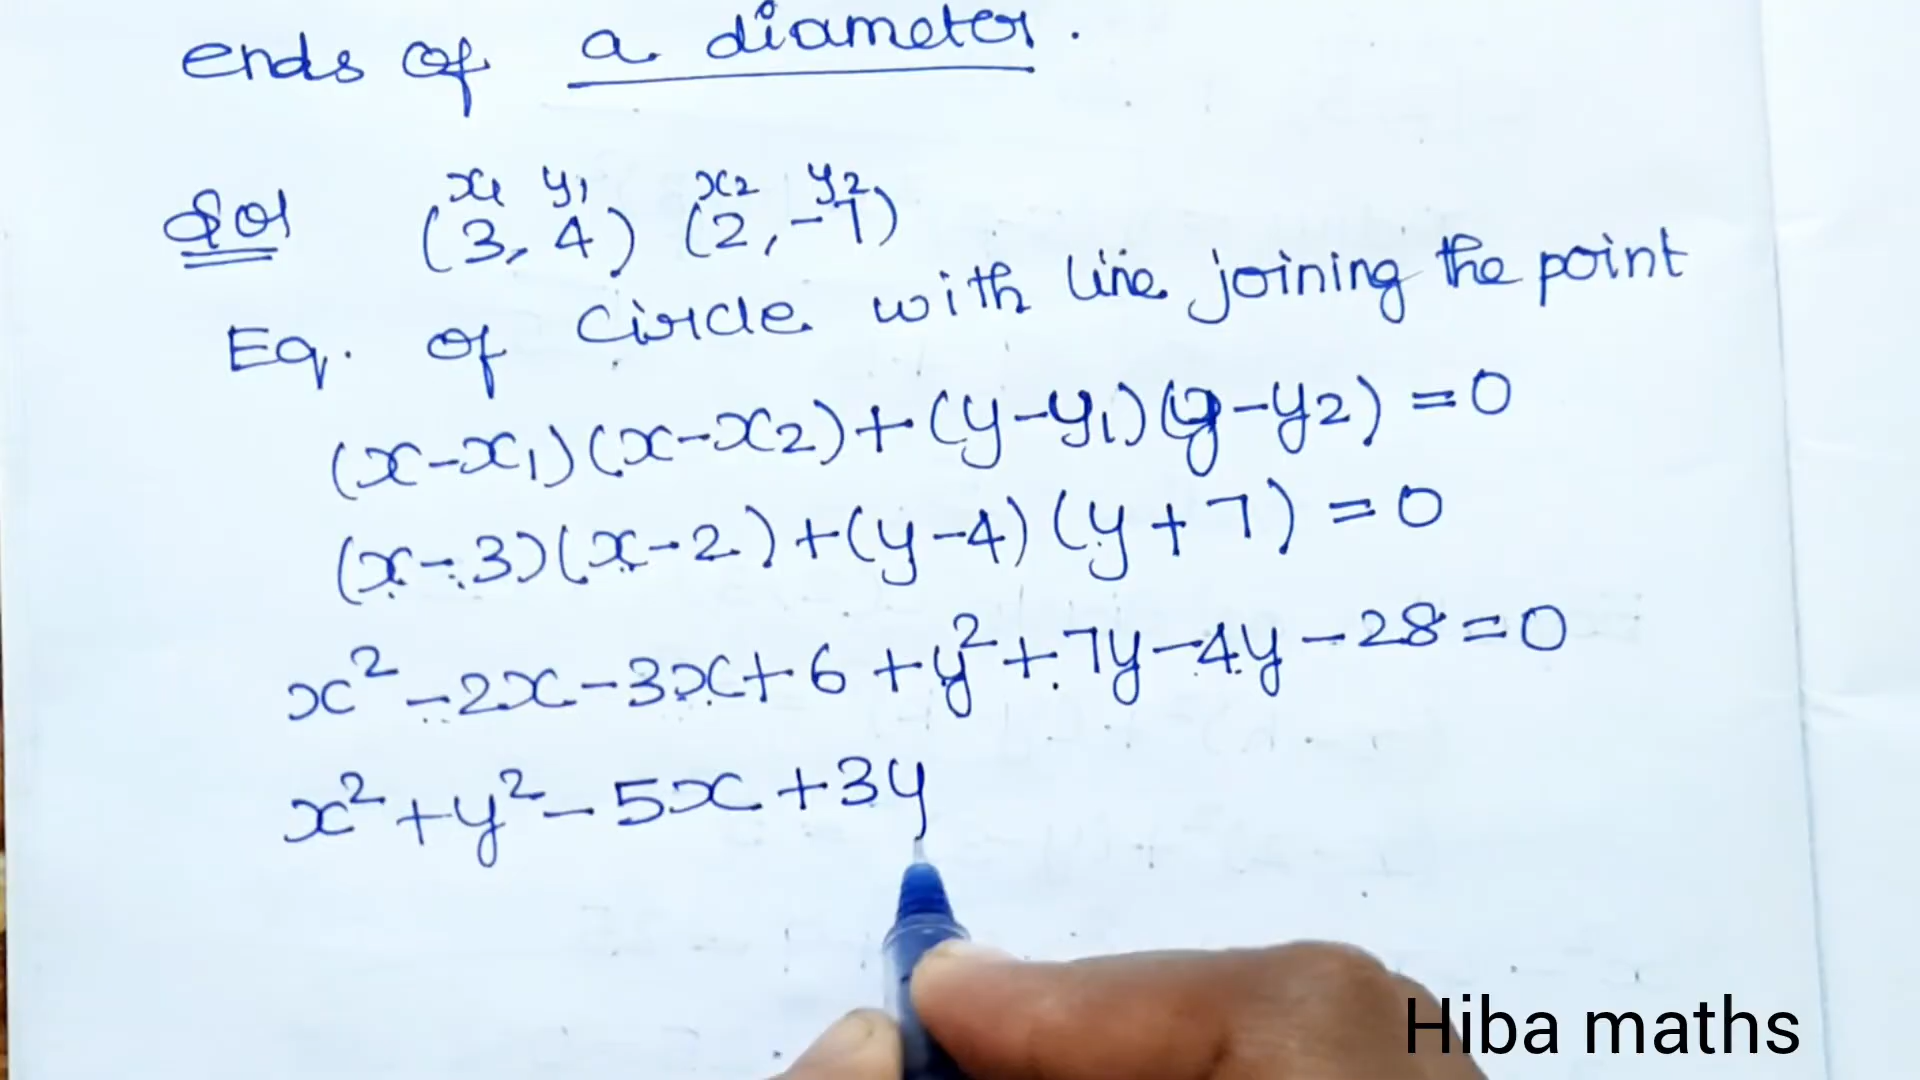 ends of a diameter.
x1 y1 x2 y2
Sol (3, 4) (2, -7)
Eq. of circle with line joining the point
(x-x1)(x-x2)+(y-y1)(y-y2) =0
(x-3)(x-2)+(y-4)(y+7) =0
x²-2x-3x+6+y²+7y-4y-28=0
x²+y²-5x+3y
Hiba maths